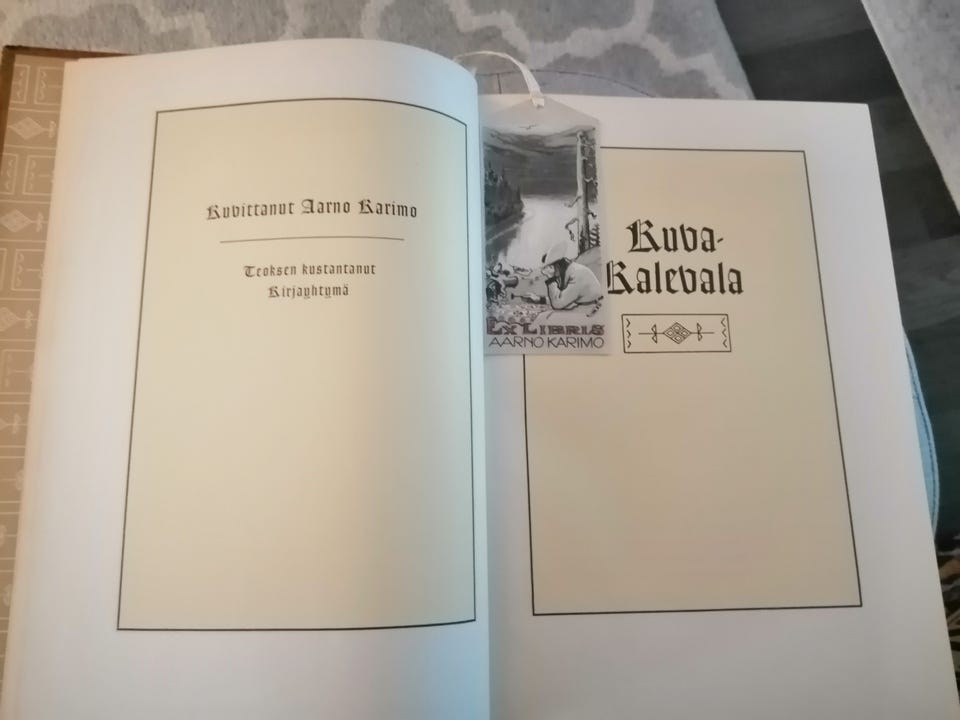 Kuvittanut Aarno Karimo
Teoksen kustantanut
Kirjayhtymä
EX LIBRIS
AARNO KARIMO
Kuva-
Kalevala